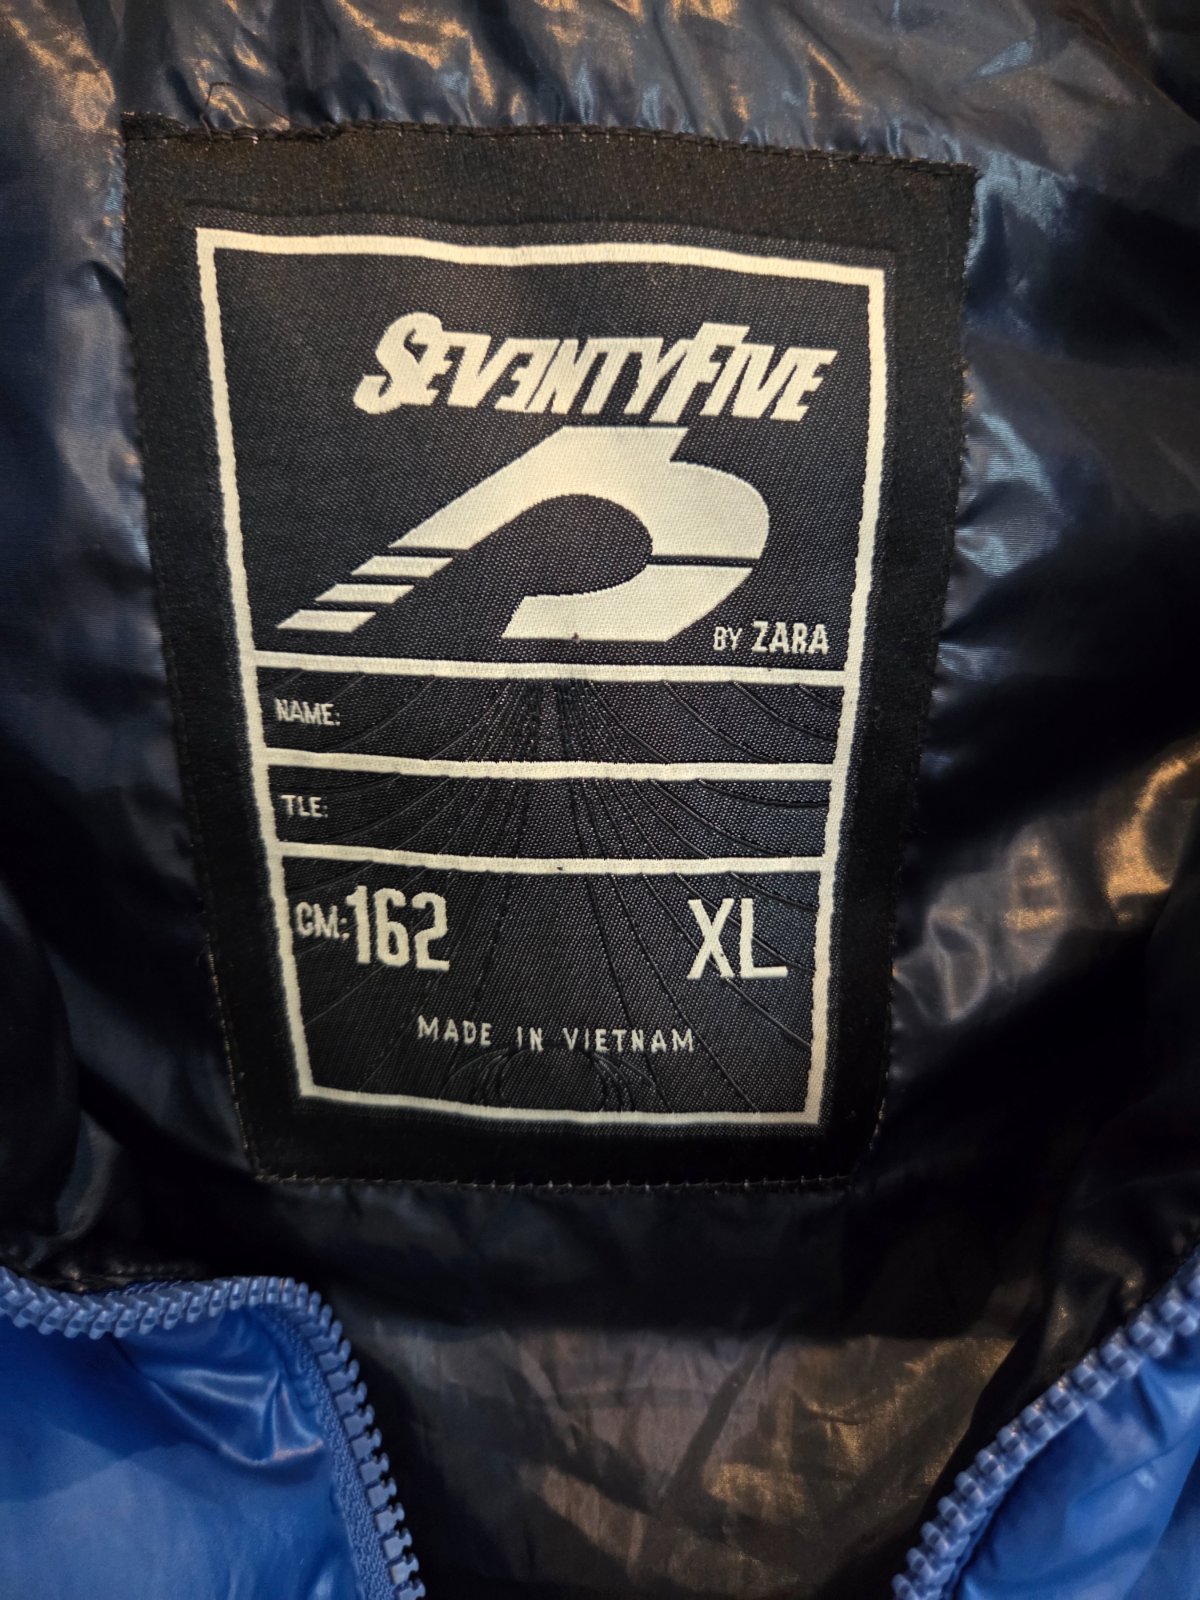 SEVENTYFIVE
BY ZARA
NAME:
TLE:
CM: 162 XL
MADE IN VIETNAM